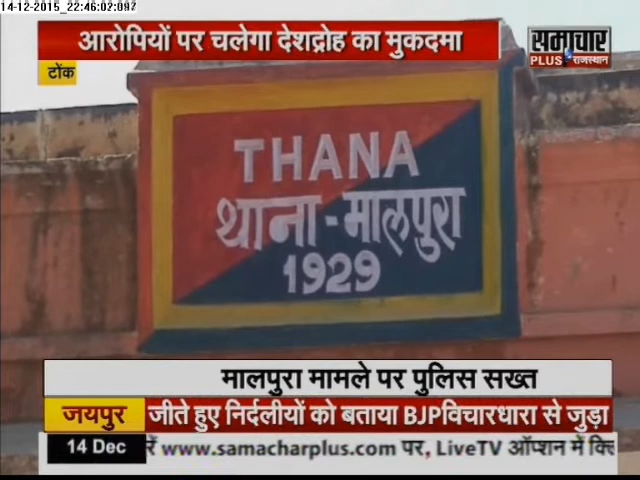 14-12-2015_22:46:02:097
आरोपियों पर चलेगा देशद्रोह का मुकदमा
समाचार
PLUS राजस्थान
टोंक
THANA
थाना-मालपुरा
1929
मालपुरा मामले पर पुलिस सख्त
जयपुर जीते हुए निर्दलीयों को बताया BJPविचारधारा से जुड़ा
14 Dec रें www.samacharplus.com पर, LiveTV ऑप्शन में क्लि